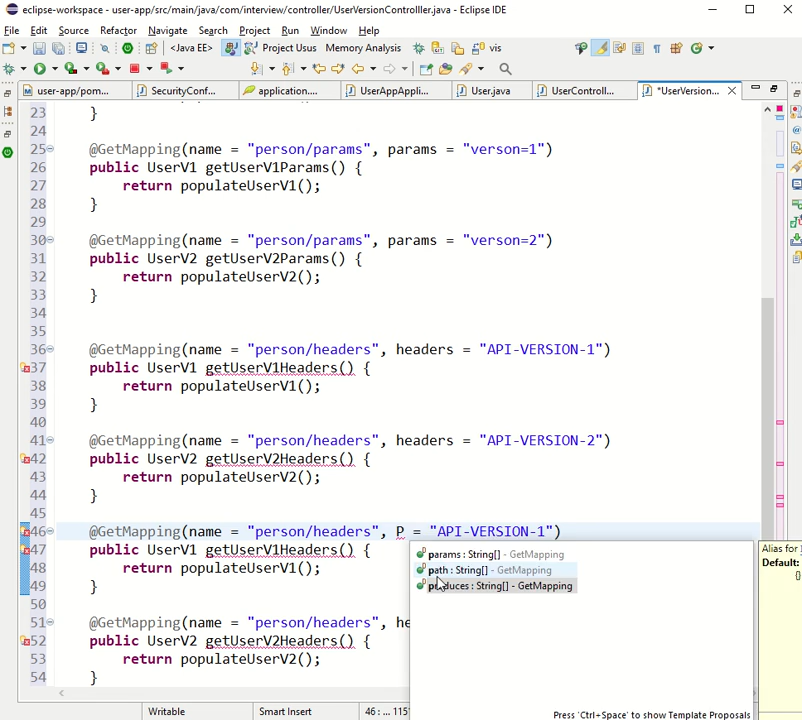 eclipse-workspace - user-app/src/main/java/com/interview/controller/UserVersionControlller.java - Eclipse IDE
File Edit Source Refactor Navigate Search Project Run Window Help
<Java EE> Project Usus Memory Analysis vis
user-app/pom... SecurityConf... application.... UserAppAppli... User.java UserControll... *UserVersion...
23 }
24
25 @GetMapping(name = "person/params", params = "verson=1")
26 public UserV1 getUserV1Params() {
27 return populateUserV1();
28 }
29
30 @GetMapping(name = "person/params", params = "verson=2")
31 public UserV2 getUserV2Params() {
32 return populateUserV2();
33 }
34
35
36 @GetMapping(name = "person/headers", headers = "API-VERSION-1")
37 public UserV1 getUserV1Headers() {
38 return populateUserV1();
39 }
40
41 @GetMapping(name = "person/headers", headers = "API-VERSION-2")
42 public UserV2 getUserV2Headers() {
43 return populateUserV2();
44 }
45
46 @GetMapping(name = "person/headers", P = "API-VERSION-1")
47 public UserV1 getUserV1Headers() {
48 return populateUserV1();
49 }
50
51 @GetMapping(name = "person/headers", he
52 public UserV2 getUserV2Headers() {
53 return populateUserV2();
54 }
params : String[] - GetMapping
path : String[] - GetMapping
produces : String[] - GetMapping
Press 'Ctrl+Space' to show Template Proposals
Alias for
Default:
{}
Writable Smart Insert 46 : ... 115